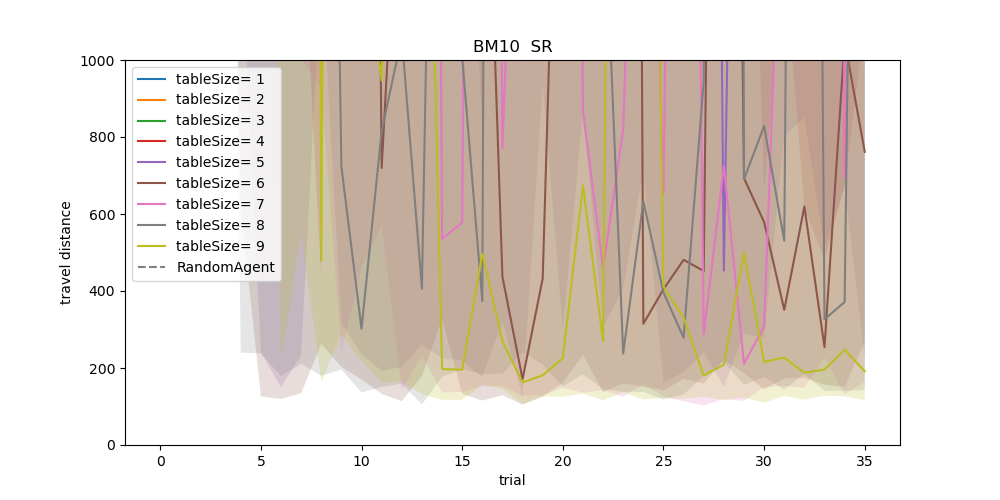 BM10  SR
1000
800
600
400
200
0
travel distance
tableSize= 1
tableSize= 2
tableSize= 3
tableSize= 4
tableSize= 5
tableSize= 6
tableSize= 7
tableSize= 8
tableSize= 9
RandomAgent
0 5 10 15 20 25 30 35
trial